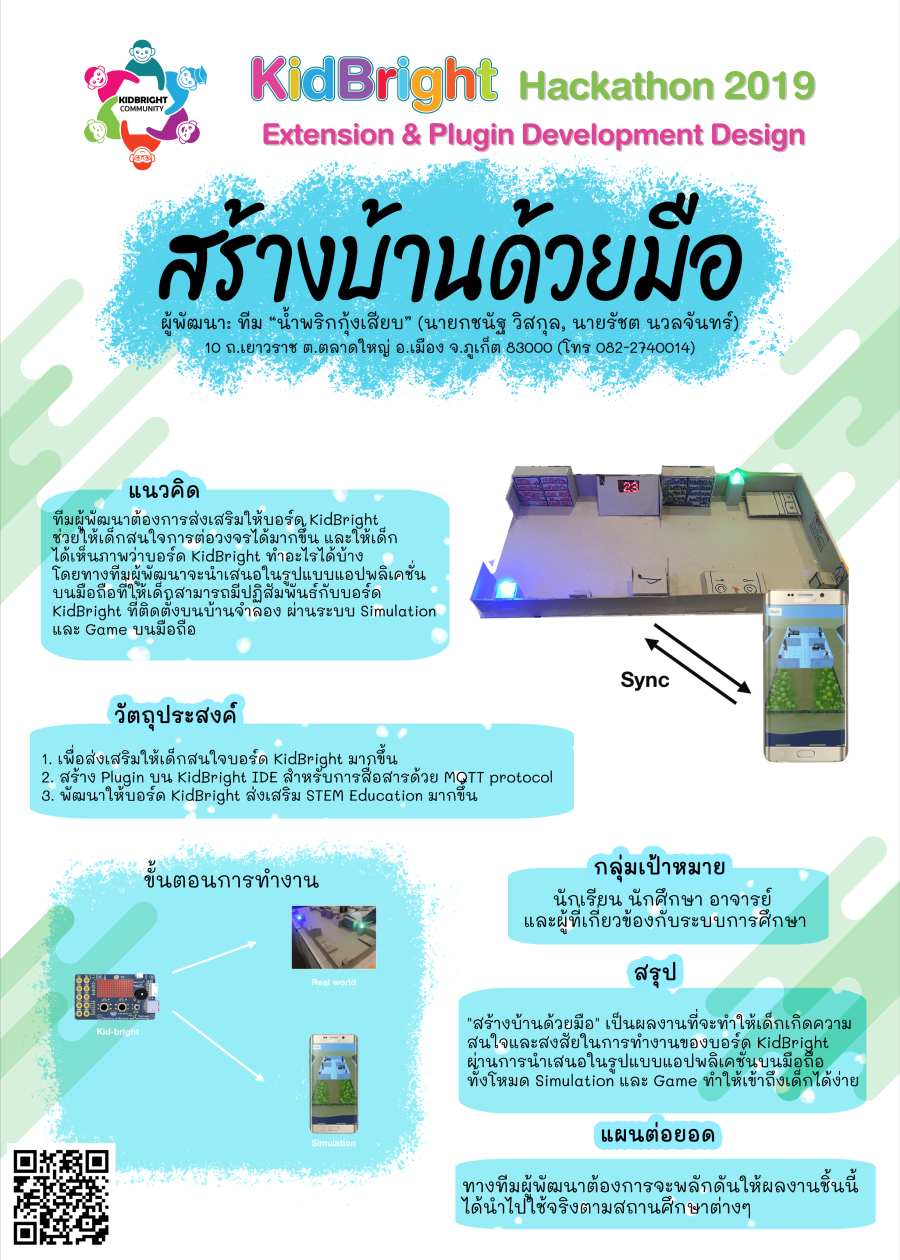 KIDBRIGHT
COMMUNITY
KidBright Hackathon 2019
Extension & Plugin Development Design
สร้างบ้านด้วยมือ
ผู้พัฒนา: ทีม “น้ำพริกกุ้งเสียบ” (นายกชนัฐ วิสกุล, นายรัชต นวลจันทร์)
10 ถ.เยาวราช ต.ตลาดใหญ่ อ.เมือง จ.ภูเก็ต 83000 (โทร 082-2740014)
แนวคิด
ทีมผู้พัฒนาต้องการส่งเสริมให้บอร์ด KidBright
ช่วยให้เด็กสนใจการต่อวงจรได้มากขึ้น และให้เด็ก
ได้เห็นภาพว่าบอร์ด KidBright ทำอะไรได้บ้าง
โดยทางทีมผู้พัฒนาจะนำเสนอในรูปแบบแอปพลิเคชั่น
บนมือถือที่ให้เด็กสามารถมีปฏิสัมพันธ์กับบอร์ด
KidBright ที่ติดตั้งบนบ้านจำลอง ผ่านระบบ Simulation
และ Game บนมือถือ
23
Sync
วัตถุประสงค์
1. เพื่อส่งเสริมให้เด็กสนใจบอร์ด KidBright มากขึ้น
2. สร้าง Plugin บน KidBright IDE สำหรับการสื่อสารด้วย MQTT protocol
3. พัฒนาให้บอร์ด KidBright ส่งเสริม STEM Education มากขึ้น
ขั้นตอนการทำงาน
Real world
Kid-bright
Simulation
กลุ่มเป้าหมาย
นักเรียน นักศึกษา อาจารย์
และผู้ที่เกี่ยวข้องกับระบบการศึกษา
สรุป
"สร้างบ้านด้วยมือ" เป็นผลงานที่จะทำให้เด็กเกิดความ
สนใจและสงสัยในการทำงานของบอร์ด KidBright
ผ่านการนำเสนอในรูปแบบแอปพลิเคชั่นบนมือถือ
ทั้งโหมด Simulation และ Game ทำให้เข้าถึงเด็กได้ง่าย
แผนต่อยอด
ทางทีมผู้พัฒนาต้องการจะพลักดันให้ผลงานชิ้นนี้
ได้นำไปใช้จริงตามสถานศึกษาต่างๆ